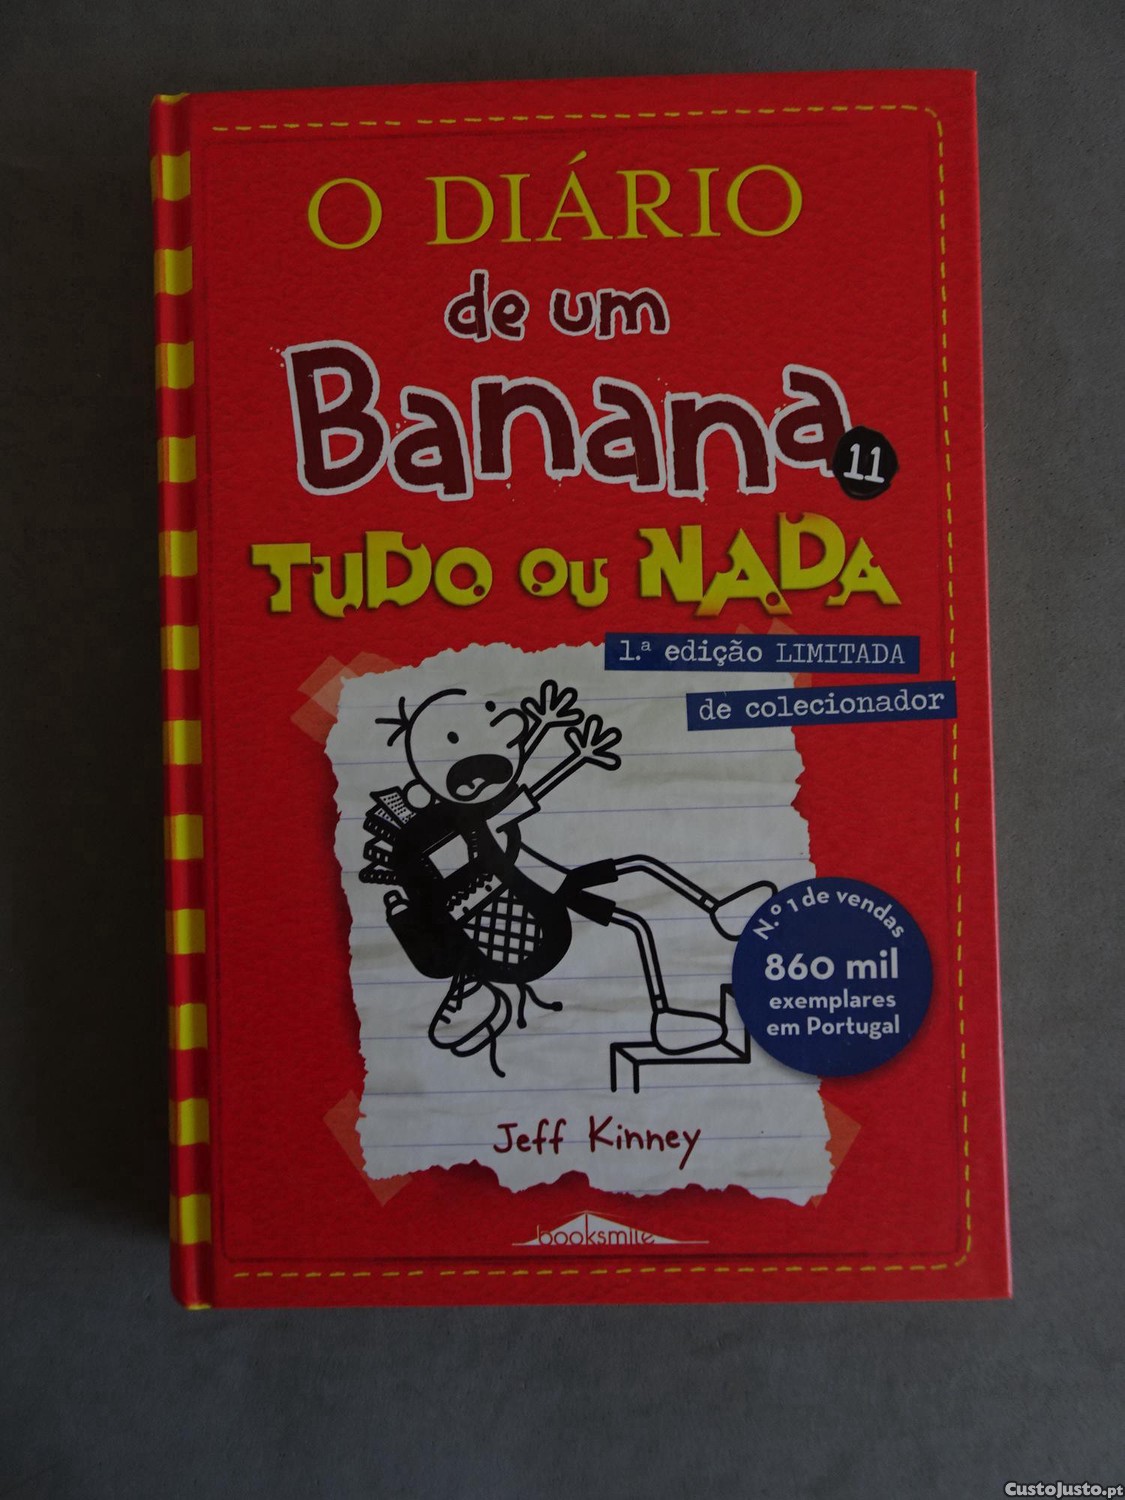 O DIÁRIO
de um
Banana
11
TUDO OU NADA
1.ª edição LIMITADA
de colecionador
N.º 1 de vendas
860 mil
exemplares
em Portugal
Jeff Kinney
booksmile
CustoJusto.pt